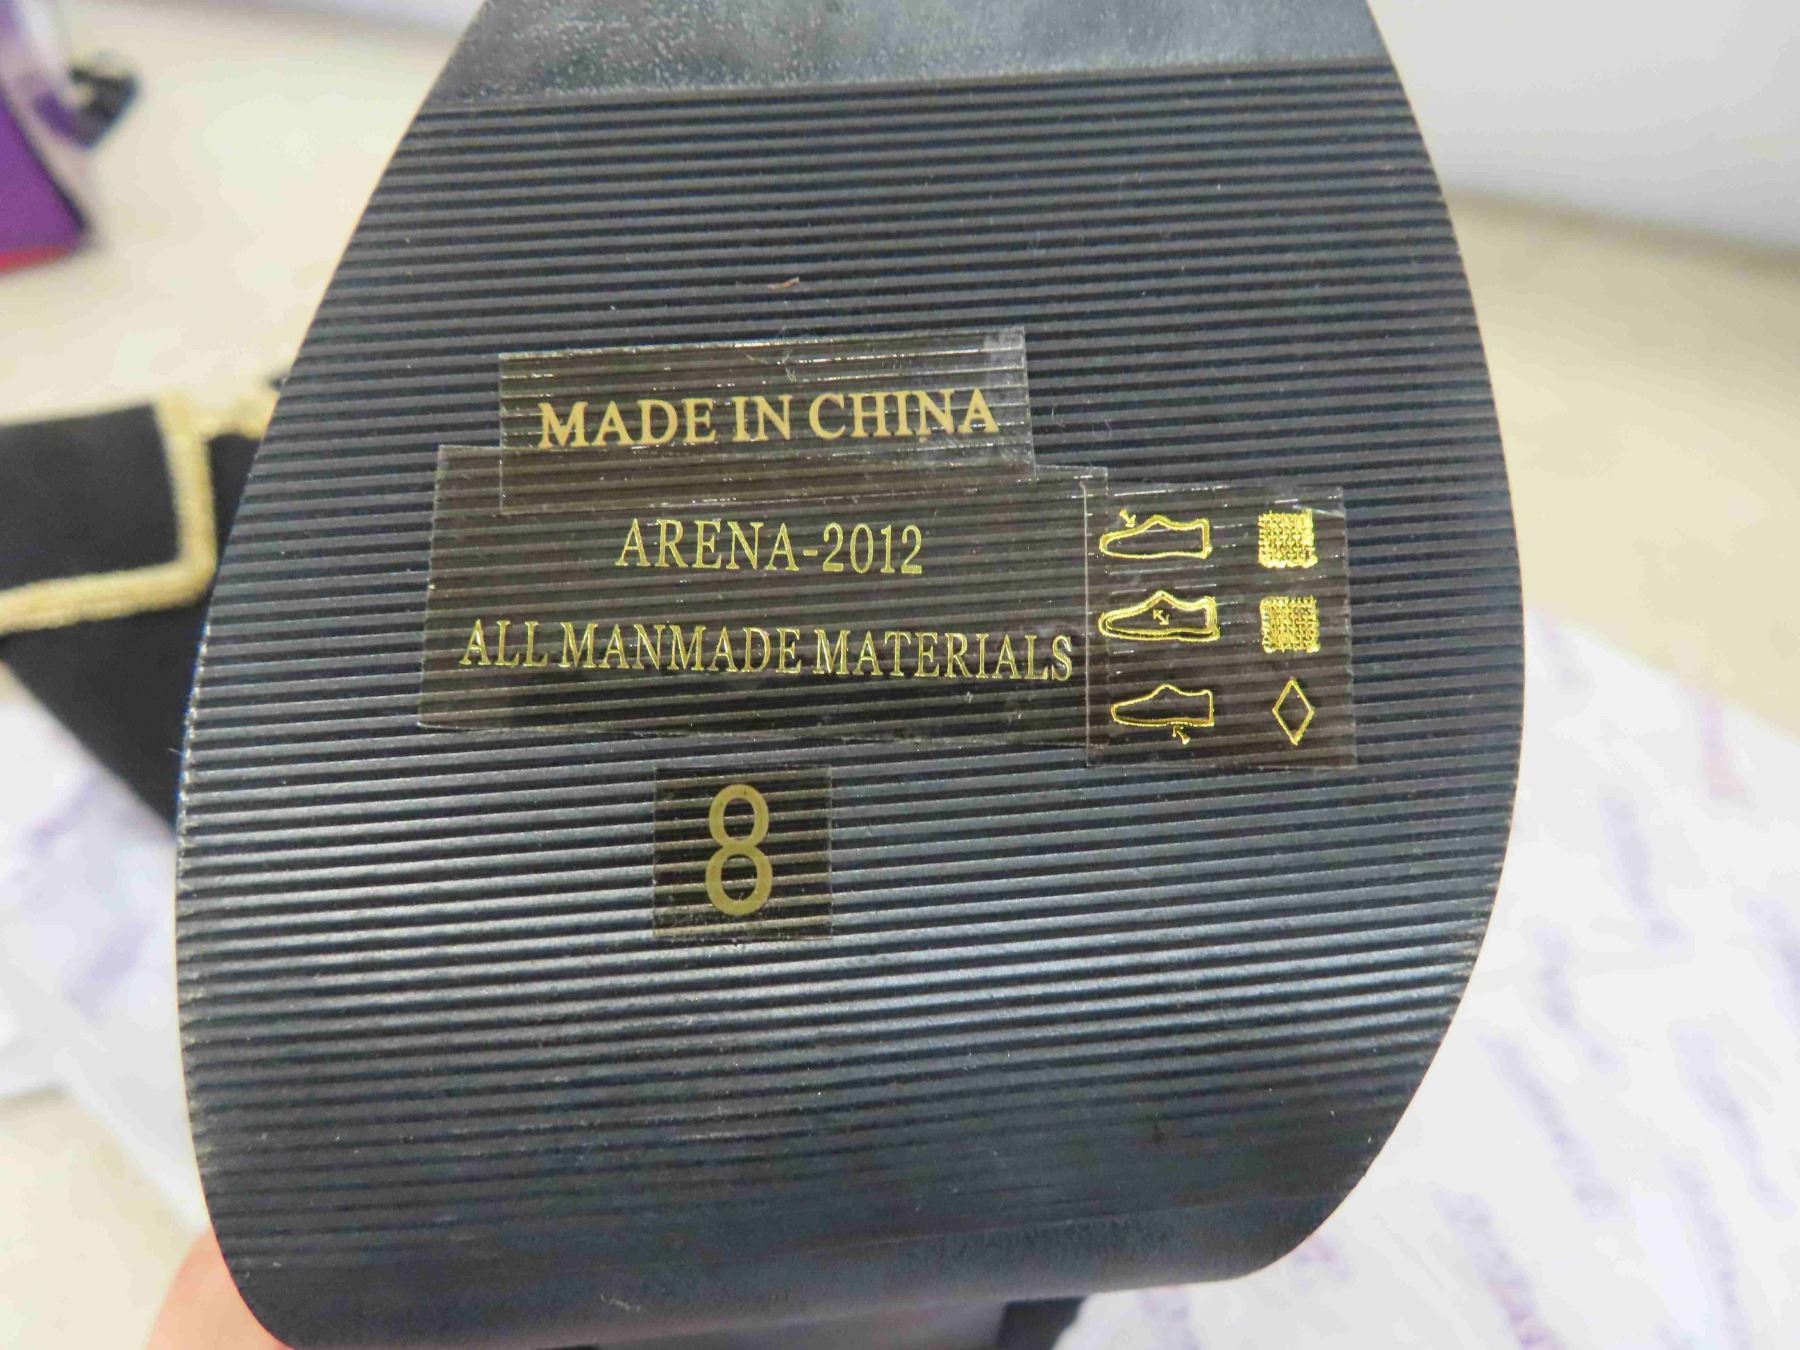 MADE IN CHINA
ARENA-2012
ALL MANMADE MATERIALS
8